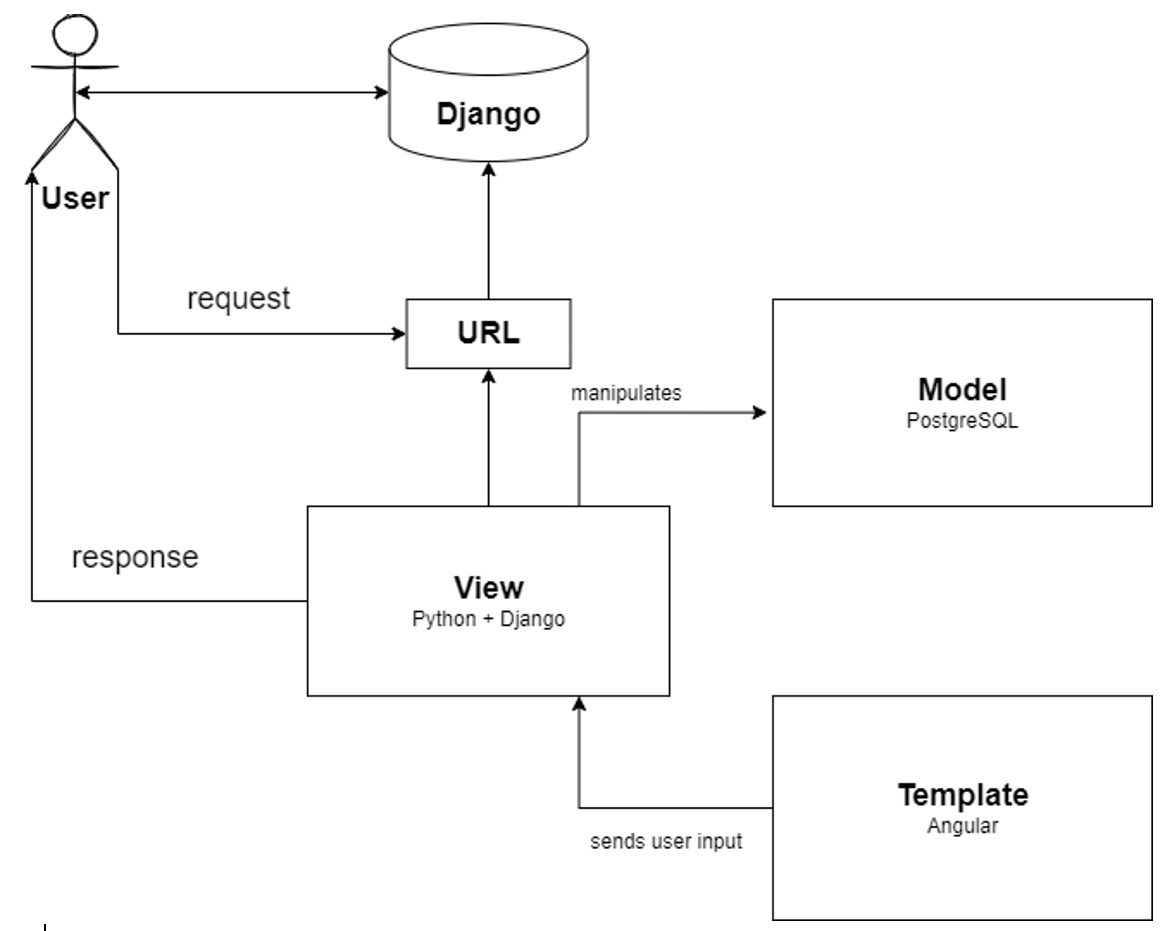 Django
User
request
URL
manipulates
Model
PostgreSQL
response
View
Python + Django
Template
Angular
sends user input